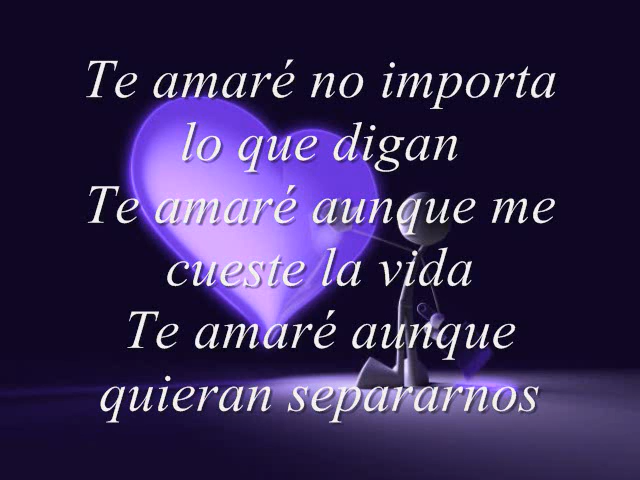 Te amaré no importa
lo que digan
Te amaré aunque me
cueste la vida
Te amaré aunque
quieran separarnos